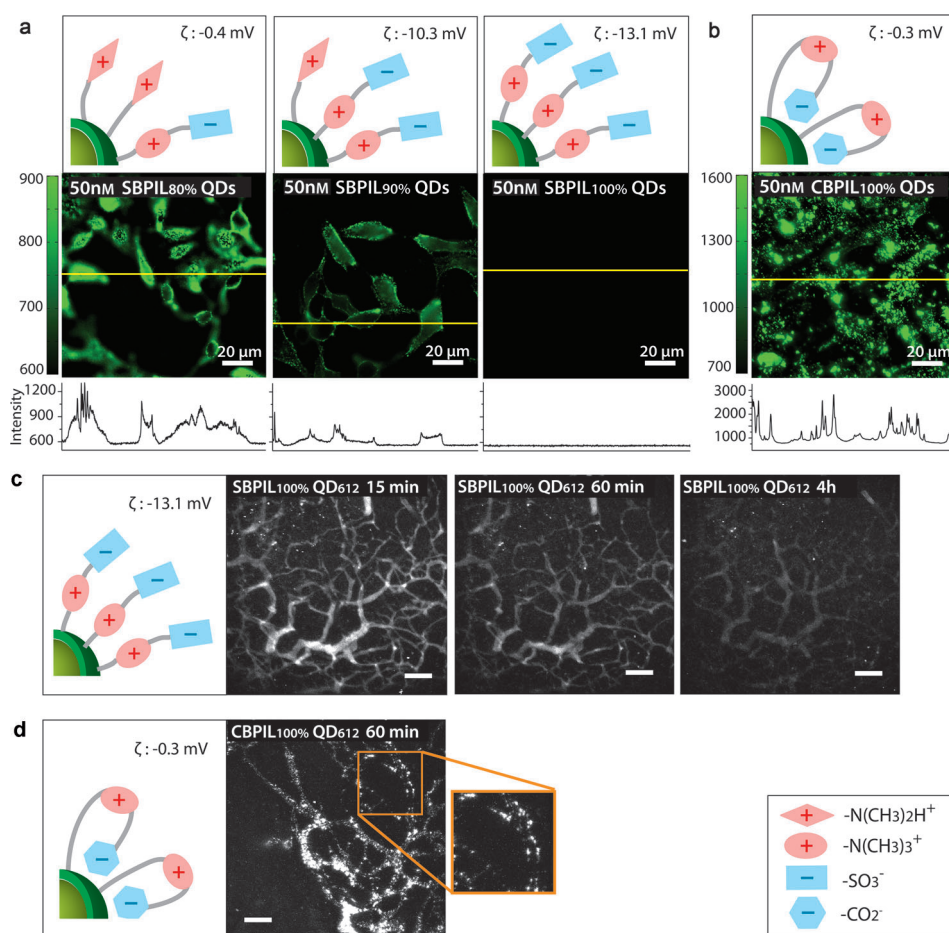 a
ζ : -0.4 mV
ζ : -10.3 mV
ζ : -13.1 mV
b
ζ : -0.3 mV
+
+
+
−
+
−
+
−
+
−
+
−
+
−
+
−
+
−
+
50nM SBPIL80% QDs
50nM SBPIL90% QDs
50nM SBPIL100% QDs
50nM CBPIL100% QDs
900
800
700
600
1600
1300
1000
700
20 µm
20 µm
20 µm
20 µm
Intensity
1200
900
600
3000
2000
1000
c
ζ : -13.1 mV
SBPIL100% QD612 15 min
SBPIL100% QD612 60 min
SBPIL100% QD612 4h
−
+
−
+
−
+
d
ζ : -0.3 mV
CBPIL100% QD612 60 min
+
−
+
−
+ -N(CH3)2H+
+ -N(CH3)3+
− -SO3-
− -CO2-